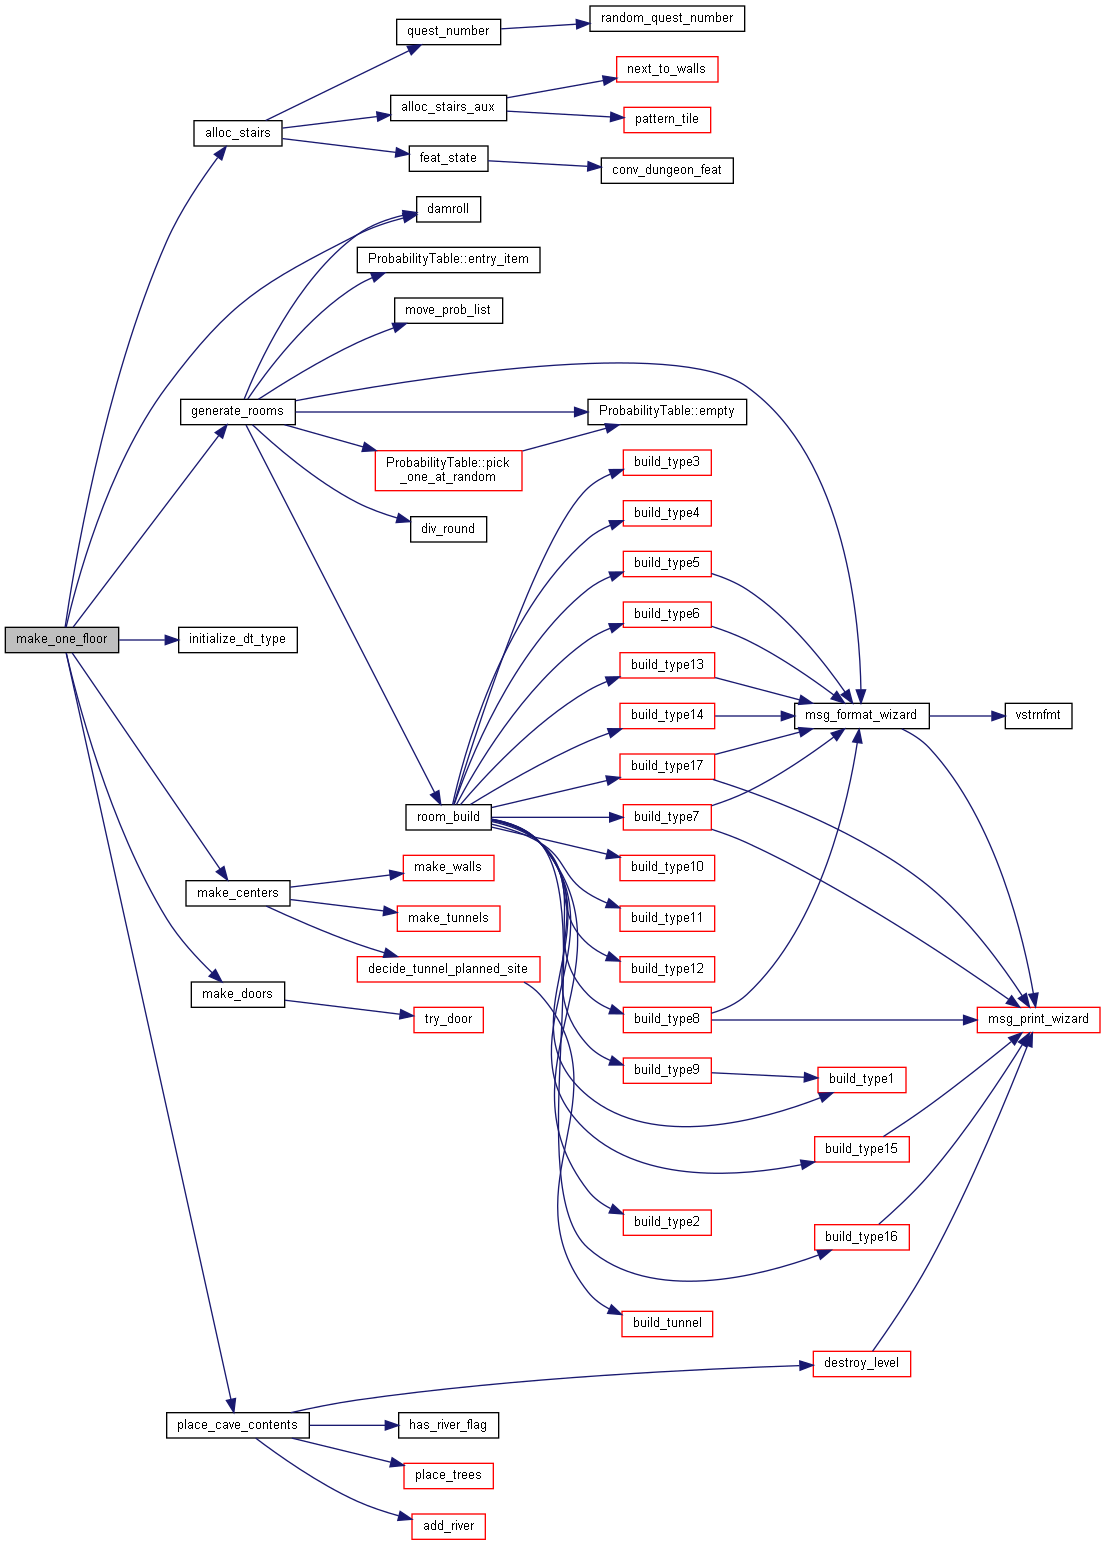 random_quest_number
quest_number
next_to_walls
alloc_stairs_aux
pattern_tile
alloc_stairs
feat_state
conv_dungeon_feat
damroll
ProbabilityTable::entry_item
move_prob_list
generate_rooms
ProbabilityTable::empty
ProbabilityTable::pick
_one_at_random
build_type3
build_type4
div_round
build_type5
build_type6
make_one_floor
initialize_dt_type
build_type13
build_type14
msg_format_wizard
vstrnfmt
build_type17
room_build
build_type7
make_walls
build_type10
make_centers
make_tunnels
build_type11
decide_tunnel_planned_site
build_type12
make_doors
try_door
build_type8
msg_print_wizard
build_type9
build_type1
build_type15
build_type2
build_type16
build_tunnel
destroy_level
place_cave_contents
has_river_flag
place_trees
add_river